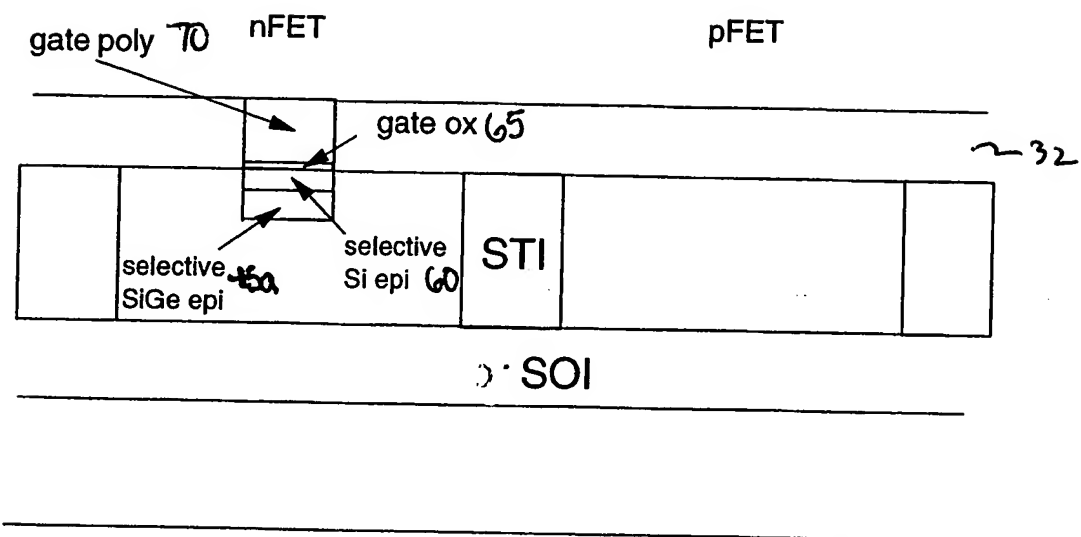 nFET
pFET
gate poly 70
gate ox 65
32
selective
SiGe epi
selective
Si epi 60
STI
SOI